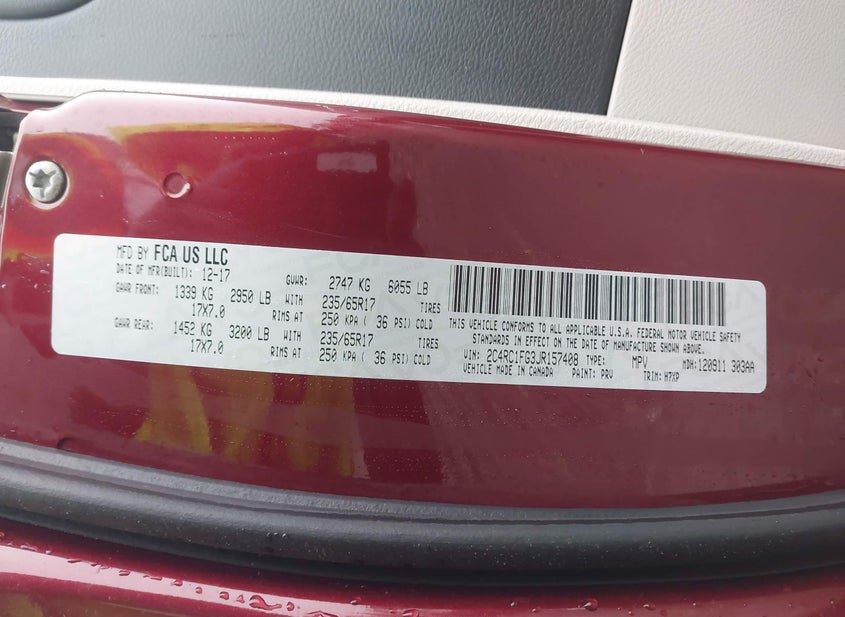 MFD BY FCA US LLC
DATE OF MFR(BUILT): 12-17 GVWR: 2747 KG 6055 LB
GAWR FRONT: 1339 KG 2950 LB WITH 235/65R17 TIRES
17X7.0 RIMS AT 250 KPA ( 36 PSI) COLD
GAWR REAR: 1452 KG 3200 LB WITH 235/65R17 TIRES
17X7.0 RIMS AT 250 KPA ( 36 PSI) COLD
THIS VEHICLE CONFORMS TO ALL APPLICABLE U.S.A. FEDERAL MOTOR VEHICLE SAFETY
STANDARDS IN EFFECT ON THE DATE OF MANUFACTURE SHOWN ABOVE.
VIN: 2C4RC1FG3JR157408 TYPE: MPV MDH:120911 303AA
VEHICLE MADE IN CANADA PAINT: PRV TRIM: H7XP